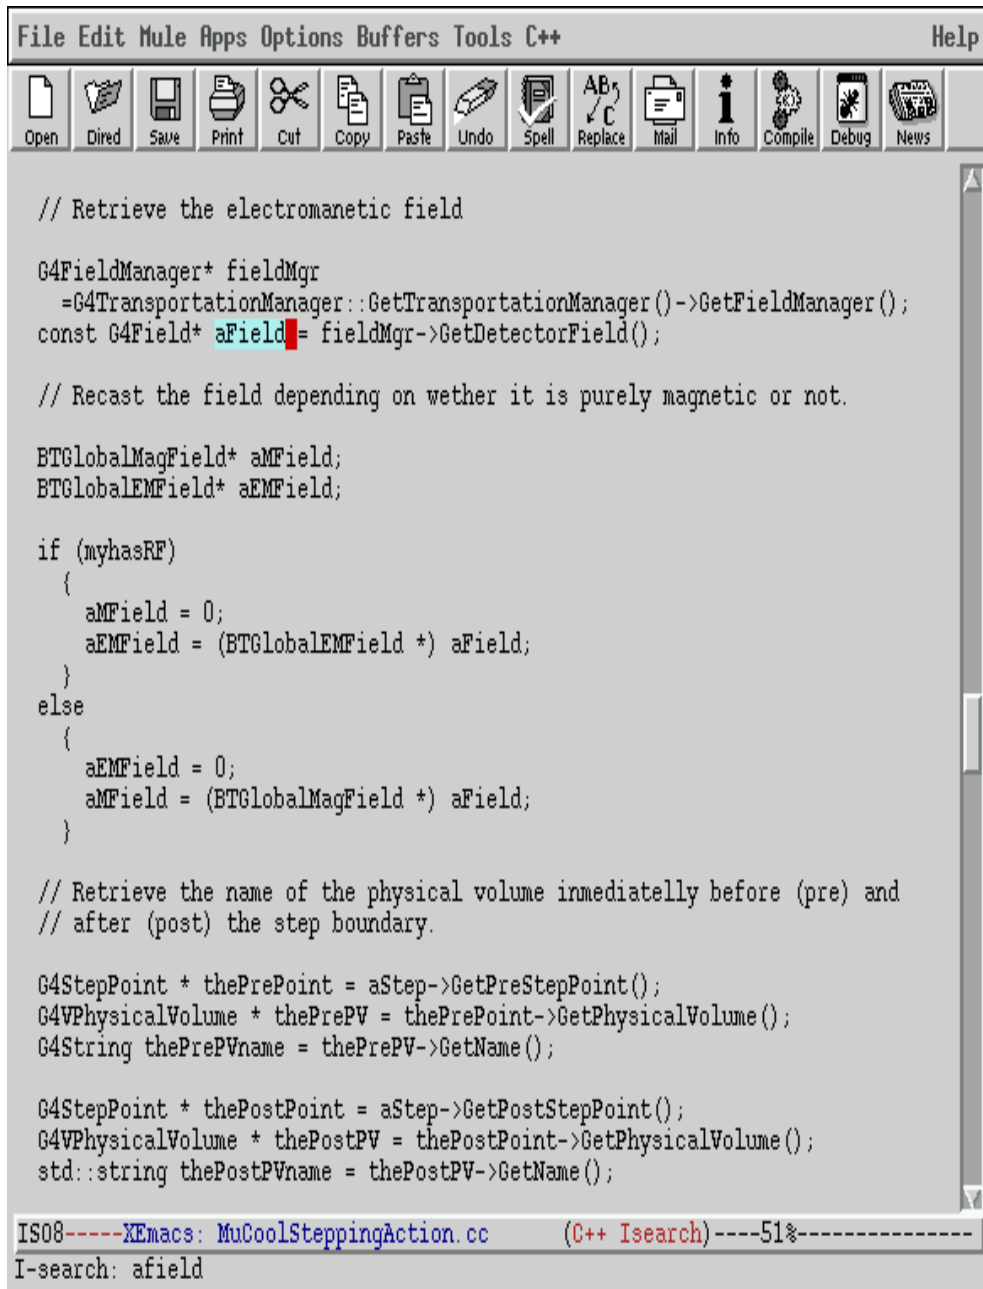 File Edit Mule Apps Options Buffers Tools C++ Help
Open Dired Save Print Cut Copy Paste Undo Spell Replace Mail Info Compile Debug News
// Retrieve the electromanetic field
G4FieldManager* fieldMgr
=G4TransportationManager::GetTransportationManager()->GetFieldManager();
const G4Field* aField = fieldMgr->GetDetectorField();
// Recast the field depending on wether it is purely magnetic or not.
BTGlobalMagField* aMField;
BTGlobalEMField* aEMField;
if (myhasRF)
{
aMField = 0;
aEMField = (BTGlobalEMField *) aField;
}
else
{
aEMField = 0;
aMField = (BTGlobalMagField *) aField;
}
// Retrieve the name of the physical volume inmediatelly before (pre) and
// after (post) the step boundary.
G4StepPoint * thePrePoint = aStep->GetPreStepPoint();
G4VPhysicalVolume * thePrePV = thePrePoint->GetPhysicalVolume();
G4String thePrePVname = thePrePV->GetName();
G4StepPoint * thePostPoint = aStep->GetPostStepPoint();
G4VPhysicalVolume * thePostPV = thePostPoint->GetPhysicalVolume();
std::string thePostPVname = thePostPV->GetName();
ISO8-----XEmacs: MuCoolSteppingAction.cc (C++ Isearch)----51%---------------
I-search: afield